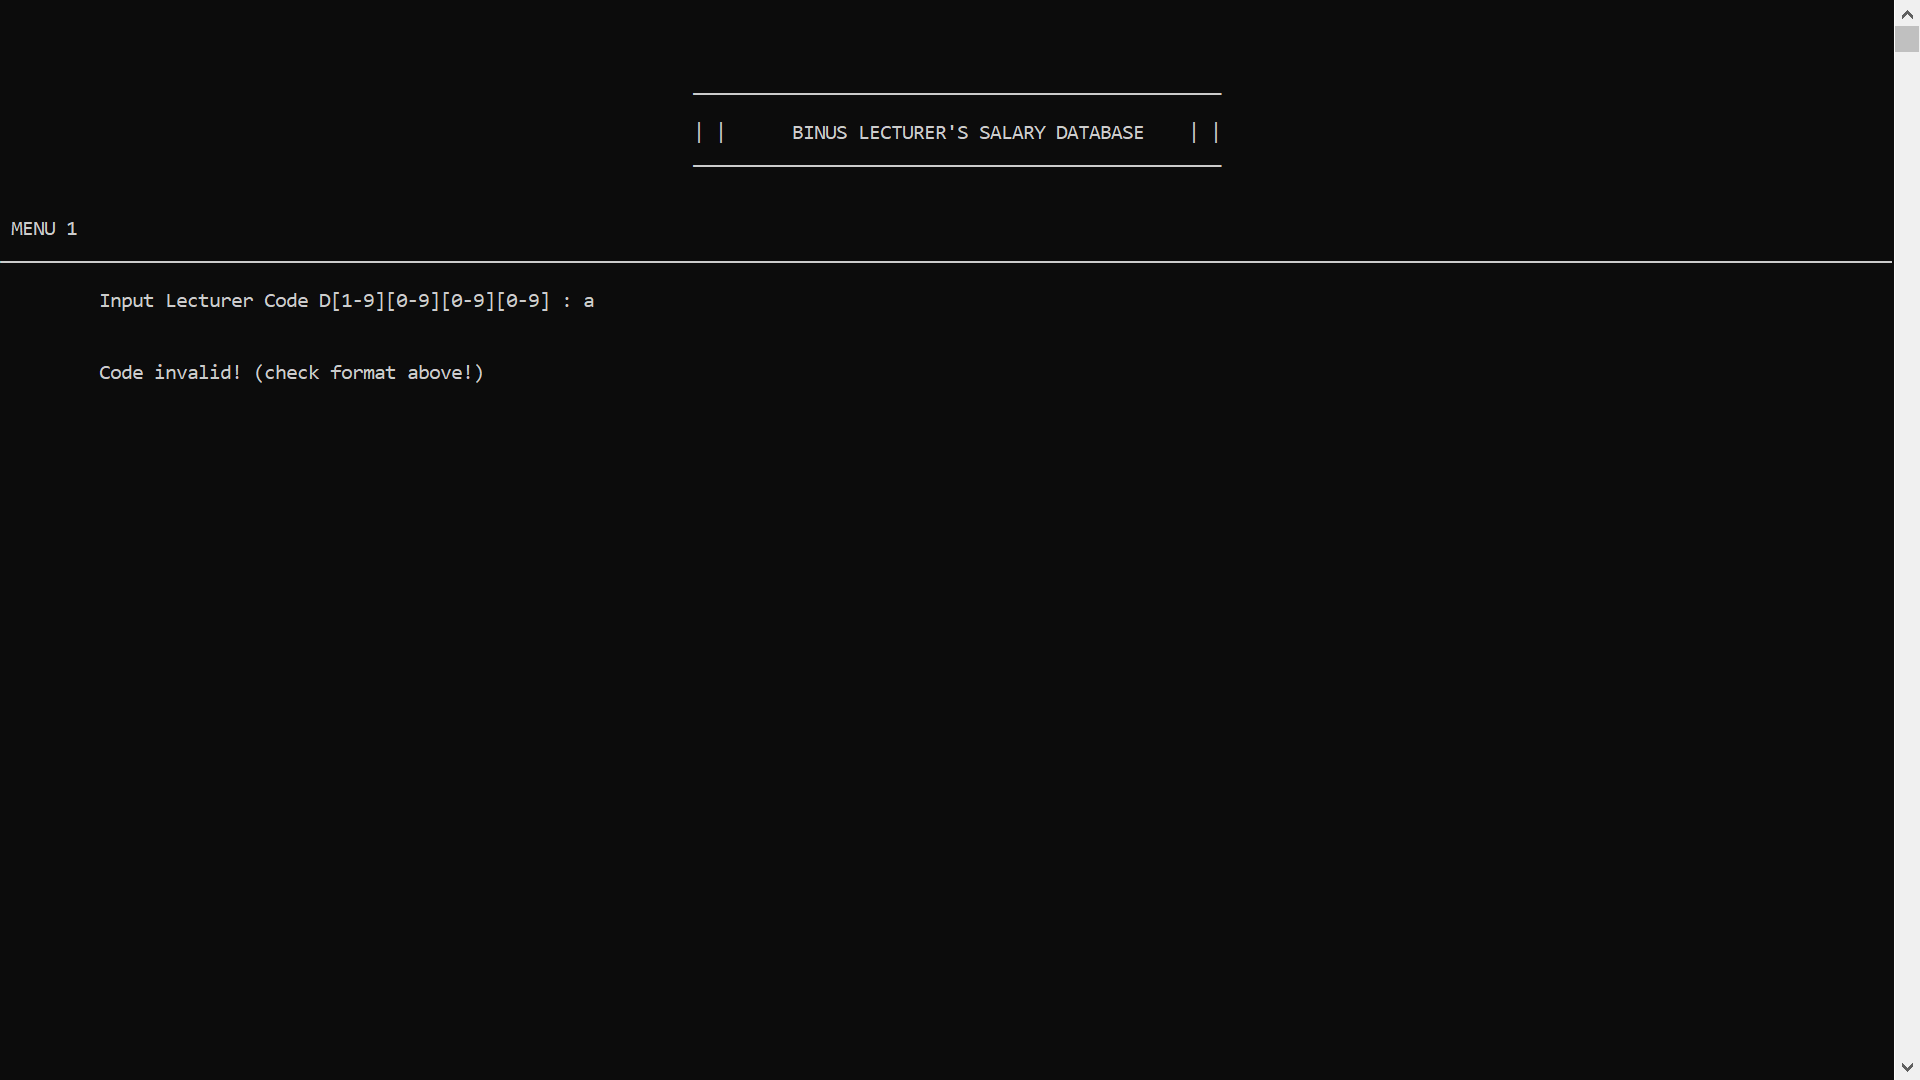 | | BINUS LECTURER'S SALARY DATABASE | |
MENU 1
Input Lecturer Code D[1-9][0-9][0-9][0-9] : a
Code invalid! (check format above!)